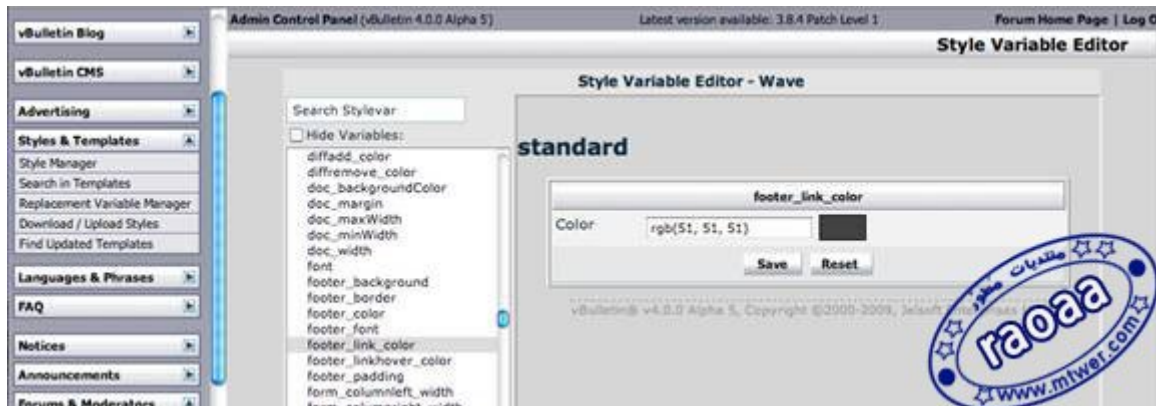 Admin Control Panel (vBulletin 4.0.0 Alpha 5)
Latest version available: 3.8.4 Patch Level 1
Forum Home Page | Log O
Style Variable Editor
vBulletin Blog
vBulletin CMS
Advertising
Styles & Templates
Style Manager
Search in Templates
Replacement Variable Manager
Download / Upload Styles
Find Updated Templates
Languages & Phrases
FAQ
Notices
Announcements
Forums & Moderators
Style Variable Editor - Wave
Search Stylevar
Hide Variables:
diffadd_color
diffremove_color
doc_backgroundColor
doc_margin
doc_maxWidth
doc_minWidth
doc_width
font
footer_background
footer_border
footer_color
footer_font
footer_link_color
footer_linkhover_color
footer_padding
form_columnleft_width
form_columnright_width
standard
footer_link_color
Color
rgb(51, 51, 51)
Save
Reset
vBulletin® v4.0.0 Alpha 5, Copyright ©2000-2009, Jelsoft
منتديات مطور
raoaa
www.mtwer.com